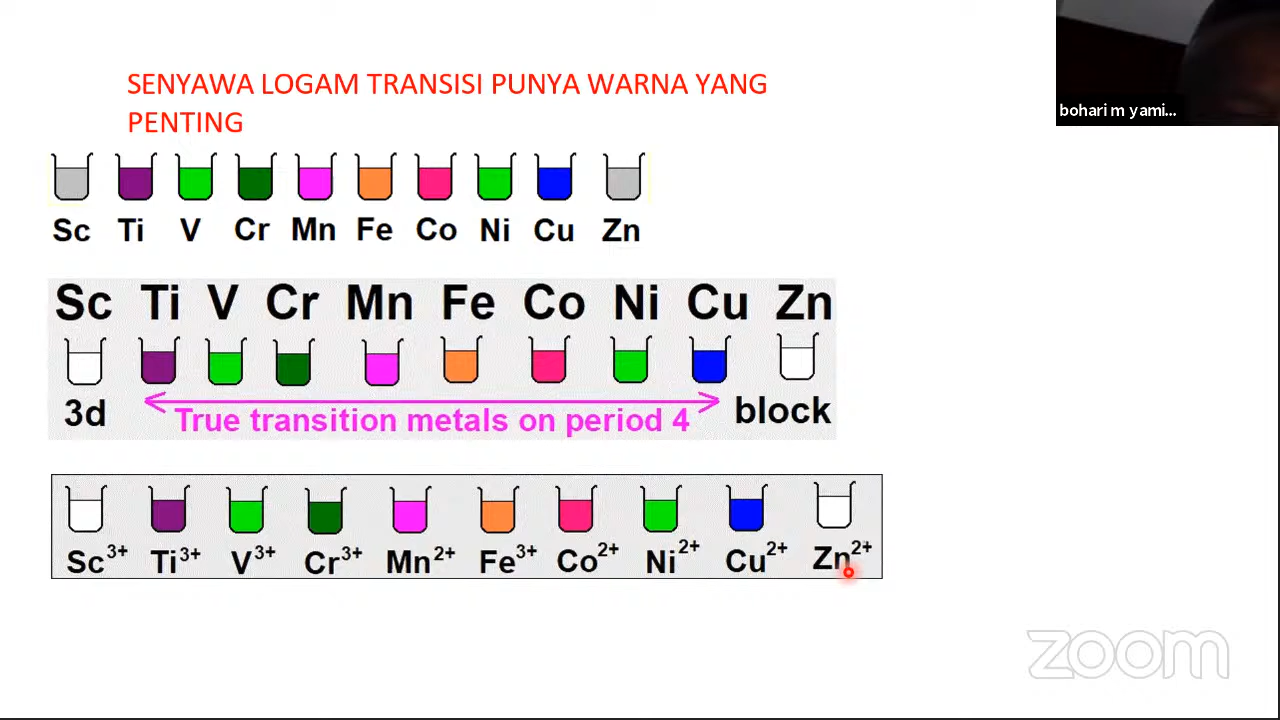 SENYAWA LOGAM TRANSISI PUNYA WARNA YANG
PENTING
bohari m yami...
Sc Ti V Cr Mn Fe Co Ni Cu Zn
Sc Ti V Cr Mn Fe Co Ni Cu Zn
3d True transition metals on period 4 block
Sc3+ Ti3+ V3+ Cr3+ Mn2+ Fe3+ Co2+ Ni2+ Cu2+ Zn2+
zoom